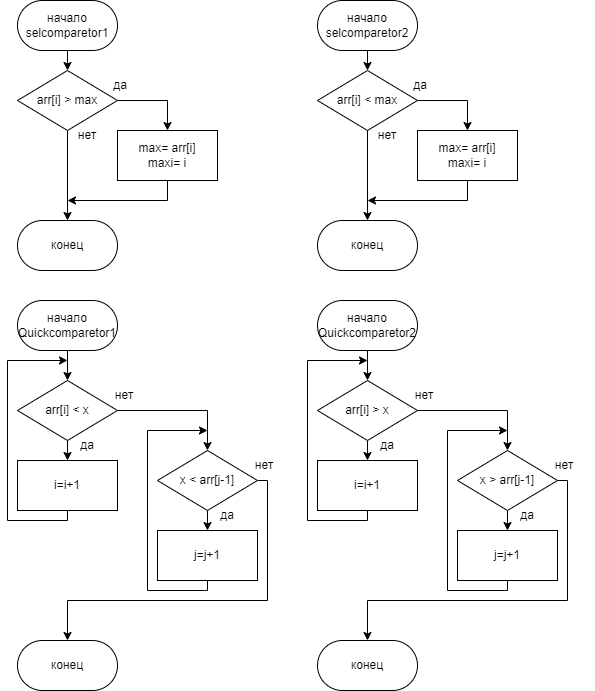 начало
selcomparetor1
да
arr[i] > max
нет
max= arr[i]
maxi= i
конец
начало
selcomparetor2
да
arr[i] < max
нет
max= arr[i]
maxi= i
конец
начало
Quickcomparetor1
нет
arr[i] < x
да
i=i+1
нет
x < arr[j-1]
да
j=j+1
конец
начало
Quickcomparetor2
нет
arr[i] > x
да
i=i+1
нет
x > arr[j-1]
да
j=j+1
конец